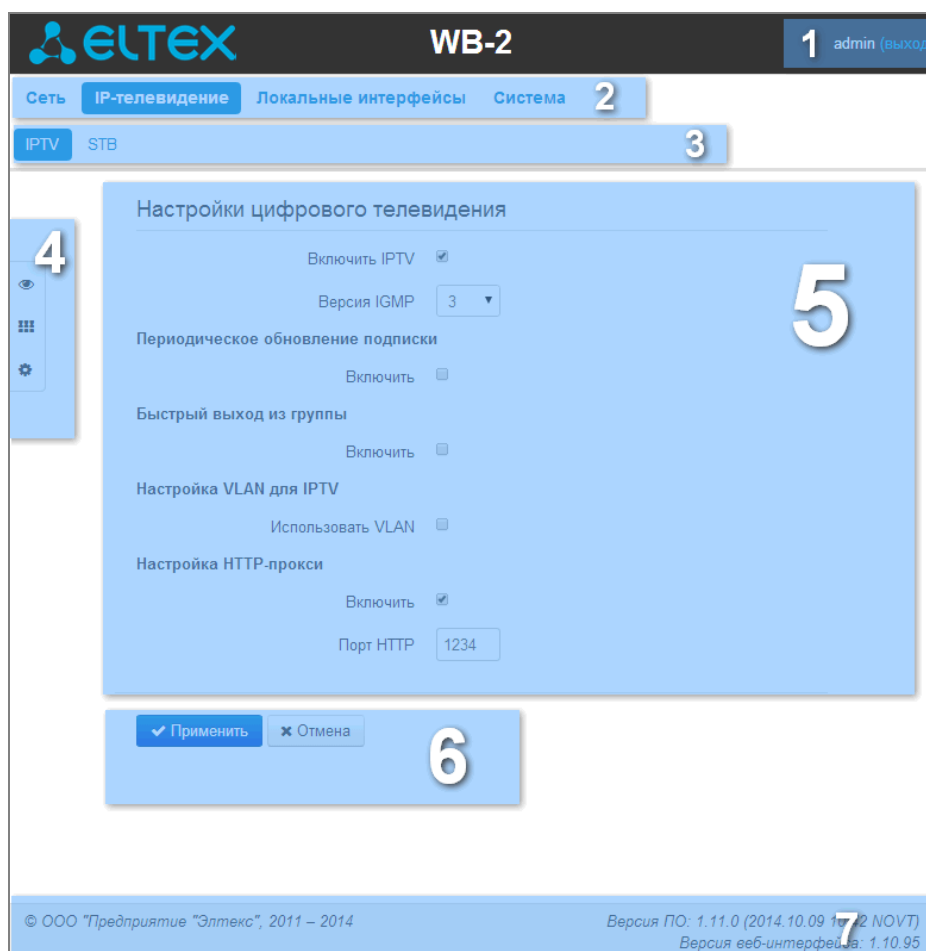 ELTEX WB-2 1 admin (выход
Сеть IP-телевидение Локальные интерфейсы Система 2
IPTV STB 3
4
Настройки цифрового телевидения
5
Включить IPTV
Версия IGMP 3
Периодическое обновление подписки
Включить
Быстрый выход из группы
Включить
Настройка VLAN для IPTV
Использовать VLAN
Настройка HTTP-прокси
Включить
Порт HTTP 1234
Применить Отмена 6
© ООО "Предприятие "Элтекс", 2011 – 2014
Версия ПО: 1.11.0 (2014.10.09 NOVT)
7
Версия веб-интерфейса: 1.10.95